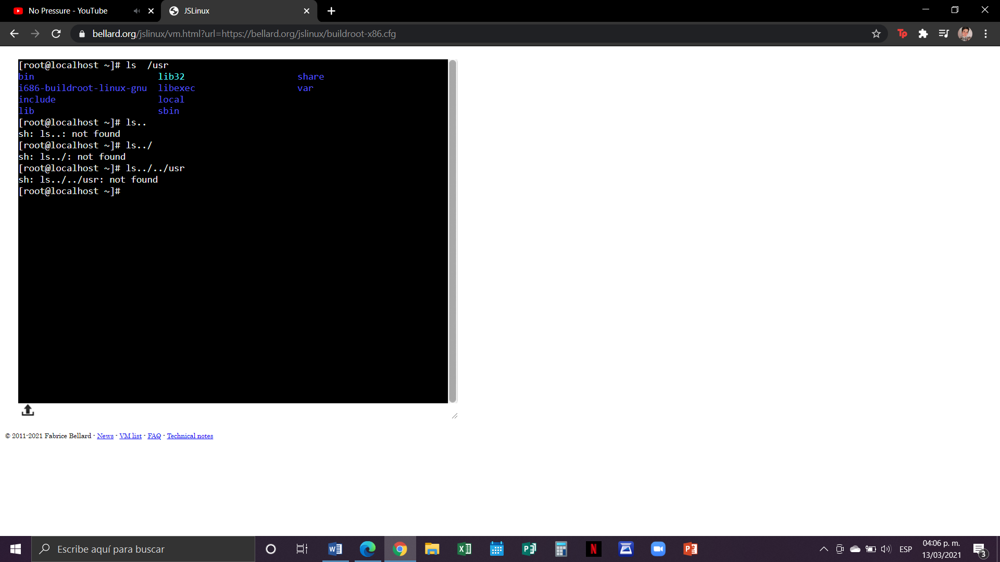 No Pressure - YouTube
JSLinux
bellard.org/jslinux/vm.html?url=https://bellard.org/jslinux/buildroot-x86.cfg
Tp
[root@localhost ~]# ls  /usr
bin                       lib32                     share
i686-buildroot-linux-gnu  libexec                   var
include                   local
lib                       sbin
[root@localhost ~]# ls..
sh: ls..: not found
[root@localhost ~]# ls../
sh: ls../: not found
[root@localhost ~]# ls../../usr
sh: ls../../usr: not found
[root@localhost ~]#
© 2011-2021 Fabrice Bellard - News - VM list - FAQ - Technical notes
Escribe aquí para buscar
ESP
04:06 p. m.
13/03/2021
3